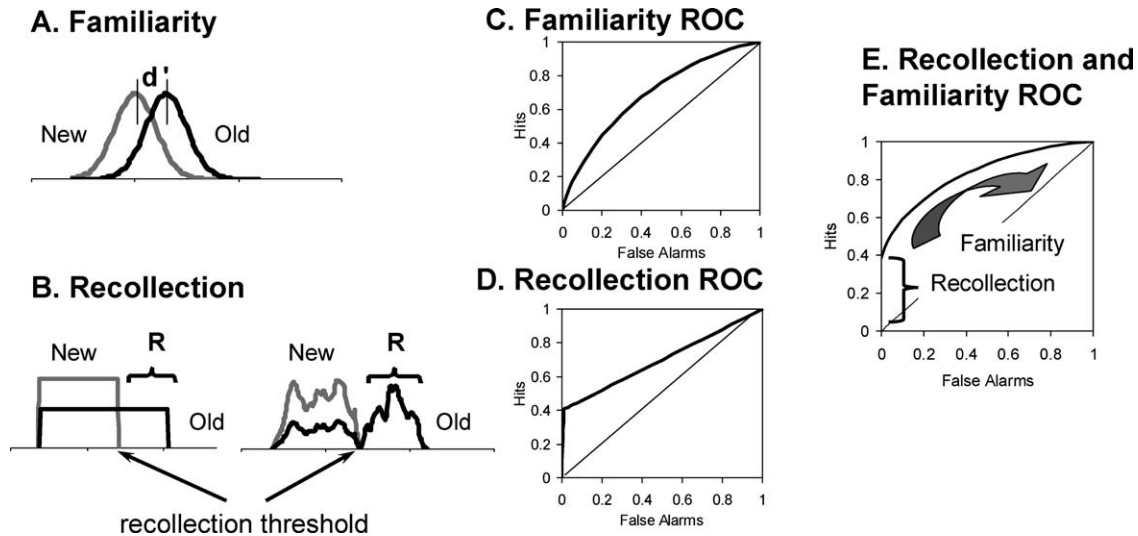 A. Familiarity
d'
New
Old
B. Recollection
New
R
Old
New
R
Old
recollection threshold
C. Familiarity ROC
Hits
1
0.8
0.6
0.4
0.2
0
0 0.2 0.4 0.6 0.8 1
False Alarms
D. Recollection ROC
Hits
1
0.8
0.6
0.4
0.2
0
0 0.2 0.4 0.6 0.8 1
False Alarms
E. Recollection and
Familiarity ROC
Hits
1
0.8
0.6
0.4
0.2
0
Familiarity
Recollection
0 0.2 0.4 0.6 0.8 1
False Alarms